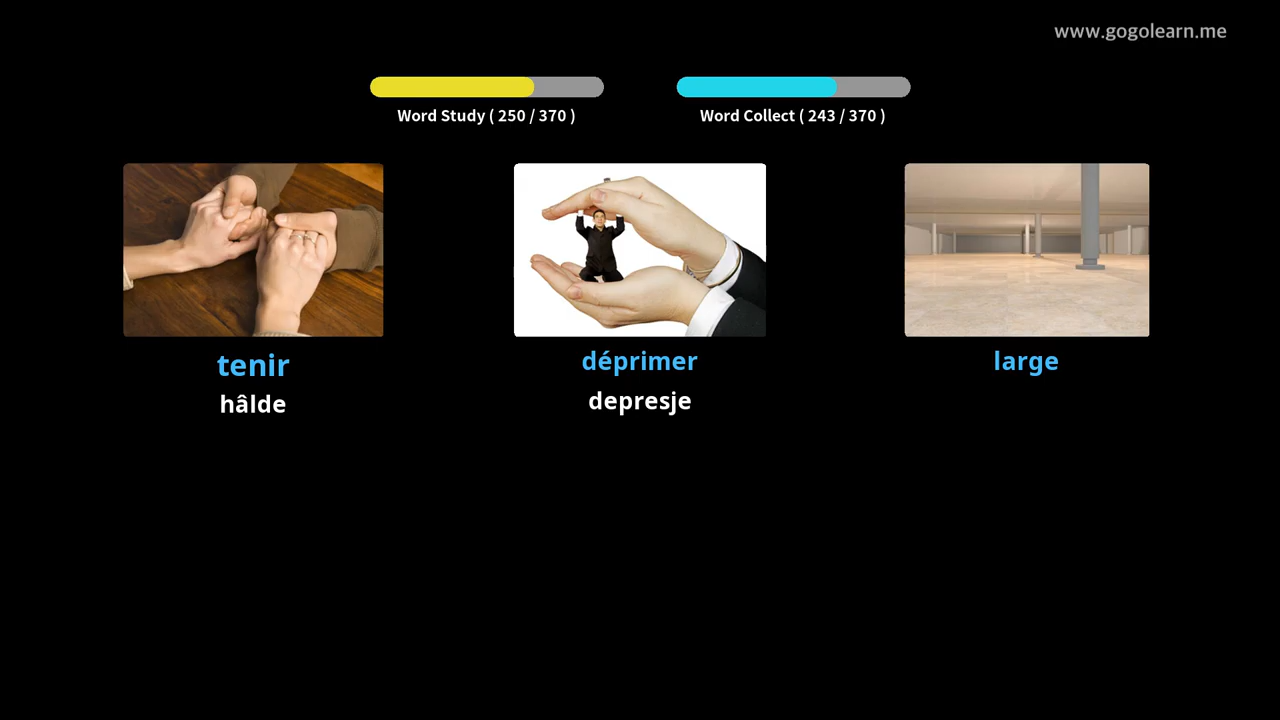 www.gogolearn.me
Word Study ( 250 / 370 )
Word Collect ( 243 / 370 )
tenir
hâlde
déprimer
depresje
large